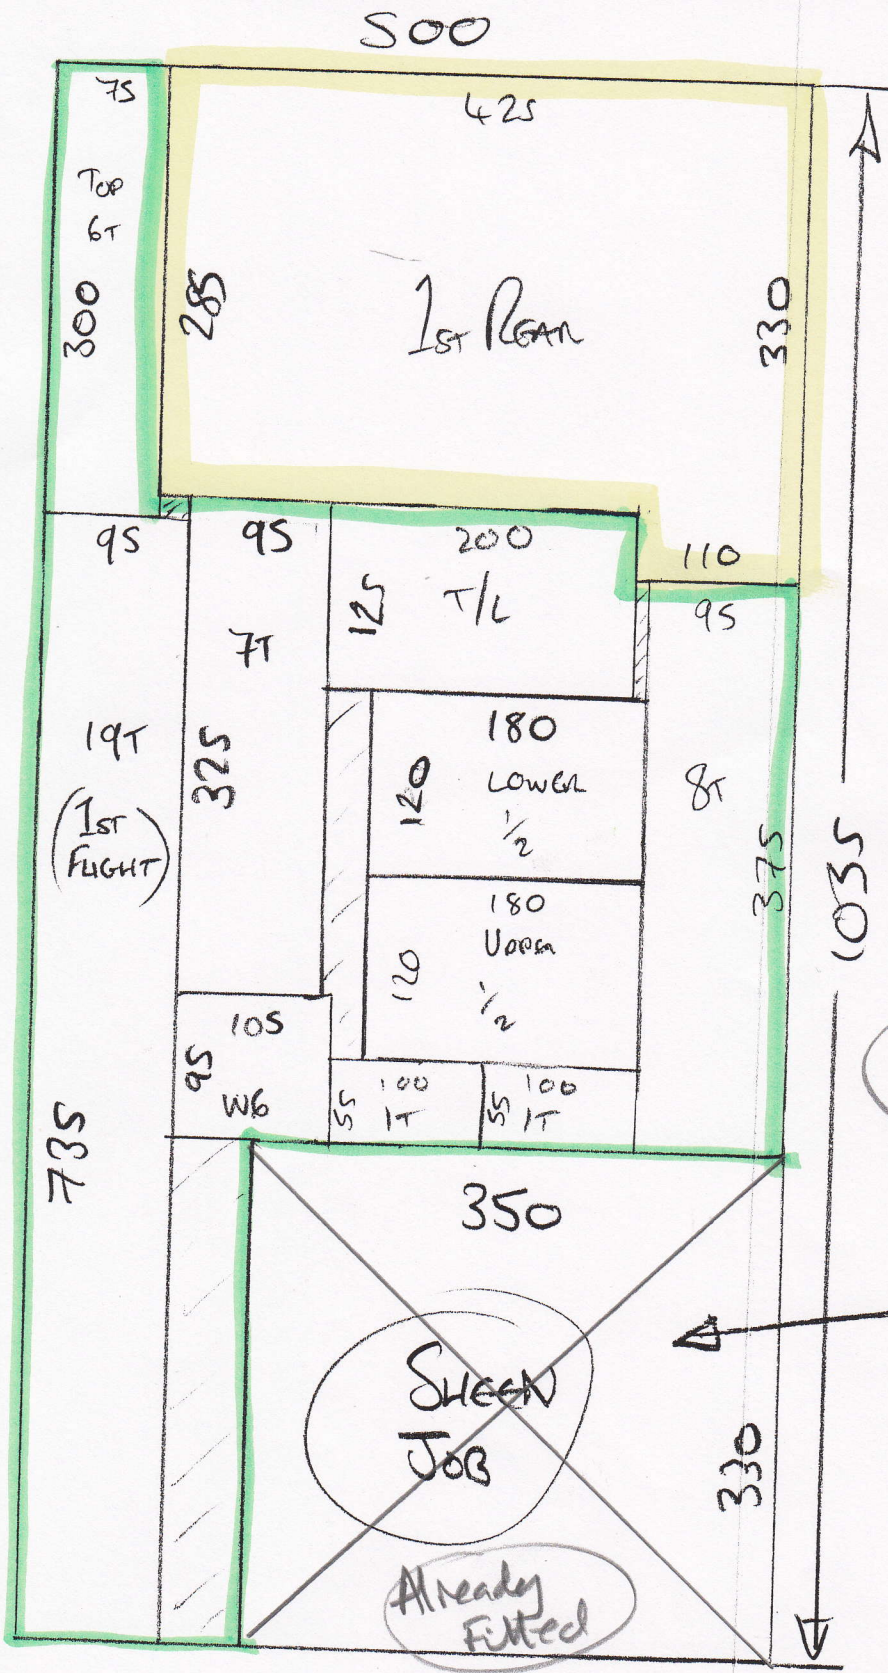 500
75
425
TOP
6T
300
285
1ST REAR
330
110
95
95
200
125
T/L
95
7T
19T
(1ST
FLIGHT)
325
180
120
LOWER
1/2
8T
375
1035
180
120
UPPER
1/2
105
95
W6
55
100
1T
55
100
1T
735
350
SHEEN
JOB
330
Already
Fitted